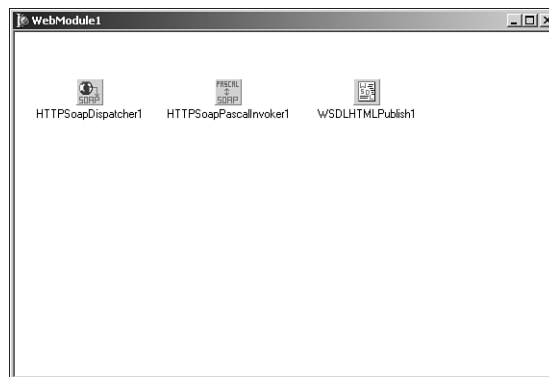 WebModule1
SOAP
PASCAL
SOAP
HTTPSoapDispatcher1
HTTPSoapPascalInvoker1
WSDLHTMLPublish1